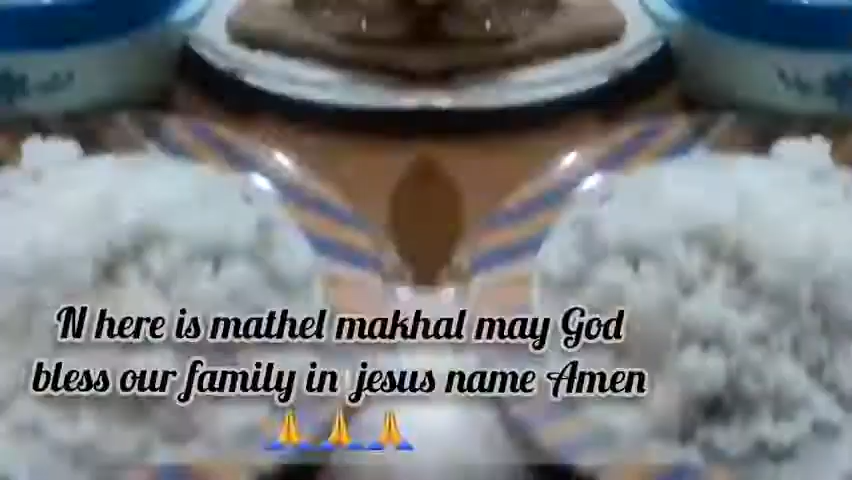 N here is mathel makhal may God
bless our family in jesus name Amen
🙏🙏🙏